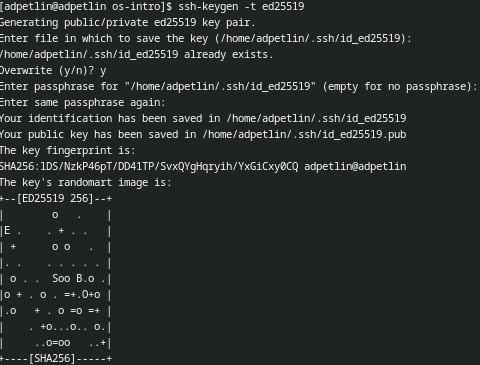 [adpetlin@adpetlin os-intro]$ ssh-keygen -t ed25519
Generating public/private ed25519 key pair.
Enter file in which to save the key (/home/adpetlin/.ssh/id_ed25519):
/home/adpetlin/.ssh/id_ed25519 already exists.
Overwrite (y/n)? y
Enter passphrase for "/home/adpetlin/.ssh/id_ed25519" (empty for no passphrase):
Enter same passphrase again:
Your identification has been saved in /home/adpetlin/.ssh/id_ed25519
Your public key has been saved in /home/adpetlin/.ssh/id_ed25519.pub
The key fingerprint is:
SHA256:lDS/NzkP46pT/DD41TP/SvxQYgHqryih/YxGiCxy0CQ adpetlin@adpetlin
The key's randomart image is:
+--[ED25519 256]--+
|        o   .    |
|E .    . + . .   |
| +      o o   .  |
|. .    . . . . . |
| o . .  Soo B.o .|
|o + . o . =+.O+o |
|.o   + . o =o =+ |
|    . +o...o.. o.|
|     ..o=oo   ..+|
+----[SHA256]-----+